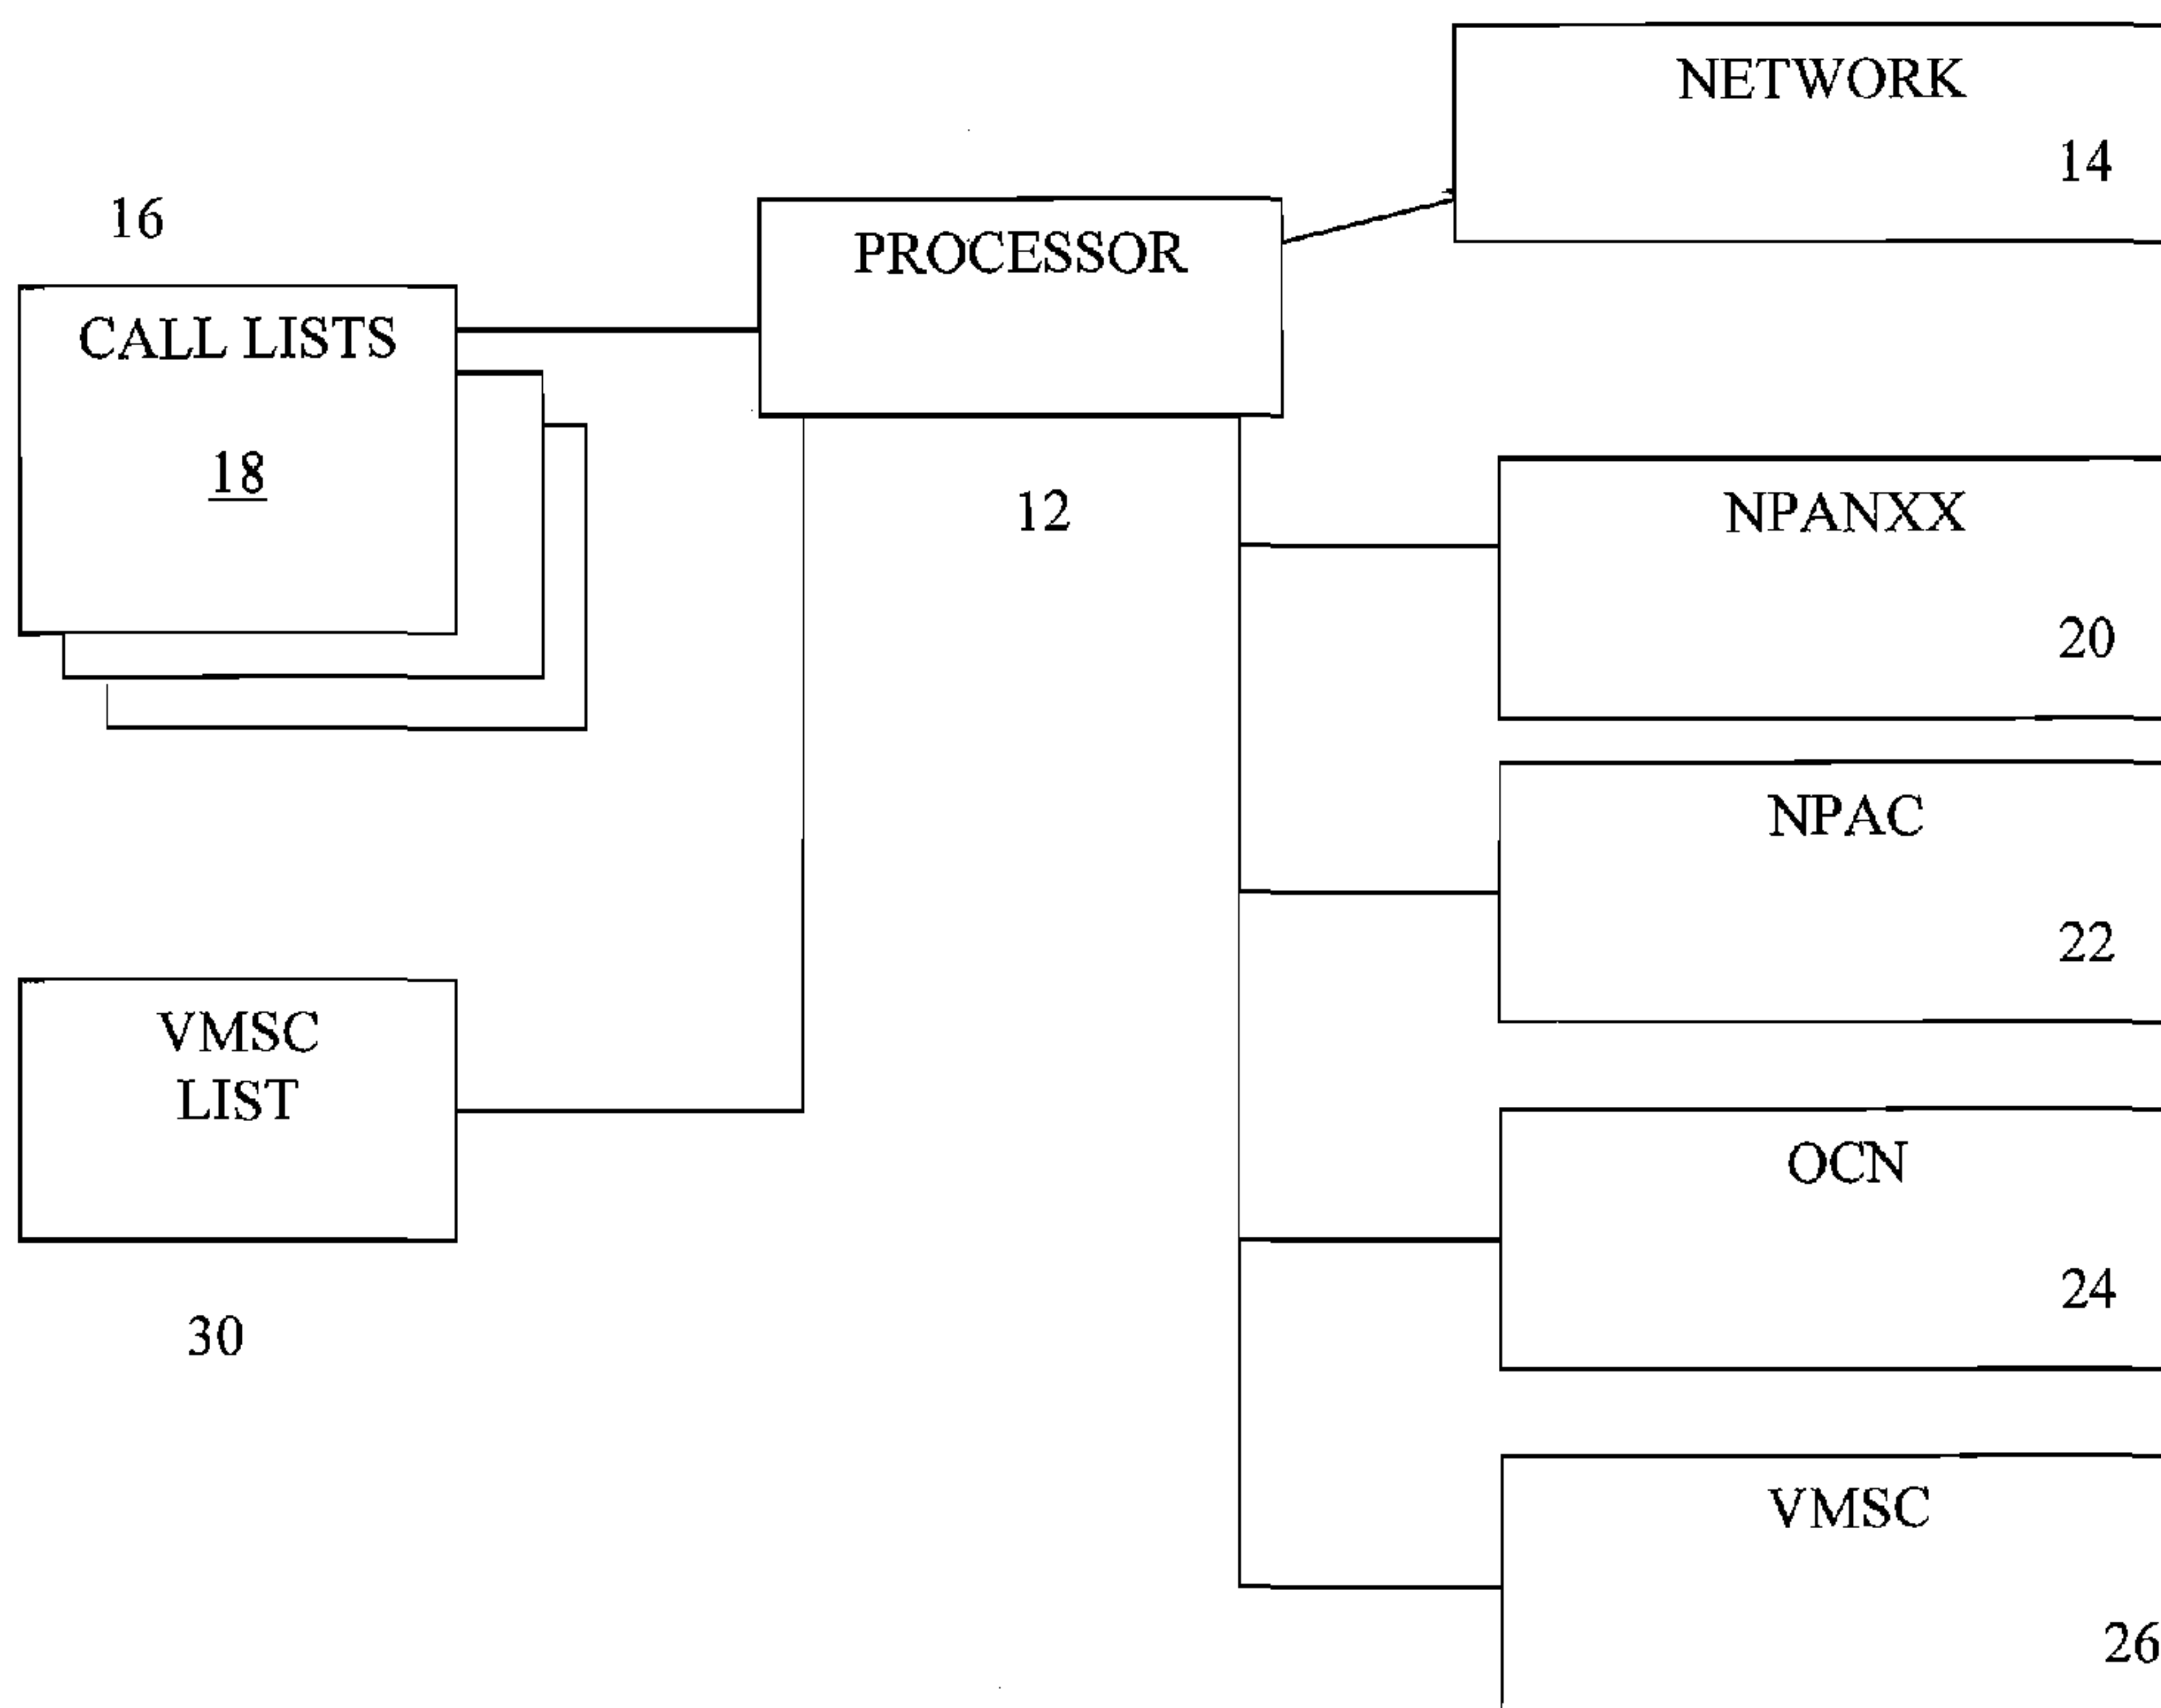 NETWORK
14
16
PROCESSOR
CALL LISTS
18
12
NPANXX
20
NPAC
22
VMSC
LIST
OCN
24
30
VMSC
26